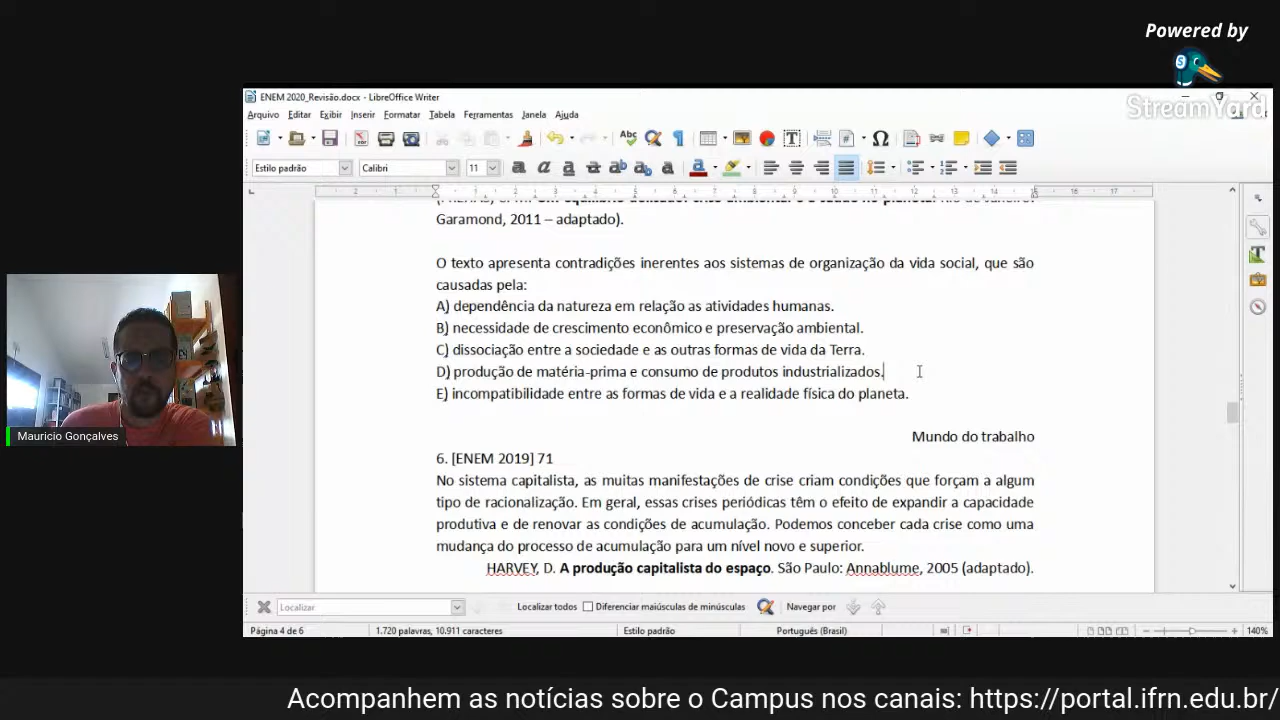 Powered by
StreamYard
ENEM 2020_Revisão.docx - LibreOffice Writer
Arquivo Editar Exibir Inserir Formatar Tabela Ferramentas Janela Ajuda
Estilo padrão Calibri 11
Garamond, 2011 – adaptado).
O texto apresenta contradições inerentes aos sistemas de organização da vida social, que são
causadas pela:
A) dependência da natureza em relação as atividades humanas.
B) necessidade de crescimento econômico e preservação ambiental.
C) dissociação entre a sociedade e as outras formas de vida da Terra.
D) produção de matéria-prima e consumo de produtos industrializados.
E) incompatibilidade entre as formas de vida e a realidade física do planeta.
Mundo do trabalho
6. [ENEM 2019] 71
No sistema capitalista, as muitas manifestações de crise criam condições que forçam a algum
tipo de racionalização. Em geral, essas crises periódicas têm o efeito de expandir a capacidade
produtiva e de renovar as condições de acumulação. Podemos conceber cada crise como uma
mudança do processo de acumulação para um nível novo e superior.
HARVEY, D. A produção capitalista do espaço. São Paulo: Annablume, 2005 (adaptado).
Mauricio Gonçalves
Localizar Localizar todos Diferenciar maiúsculas de minúsculas Navegar por
Página 4 de 6 1.720 palavras, 10.911 caracteres Estilo padrão Português (Brasil) 140%
Acompanhem as notícias sobre o Campus nos canais: https://portal.ifrn.edu.br/